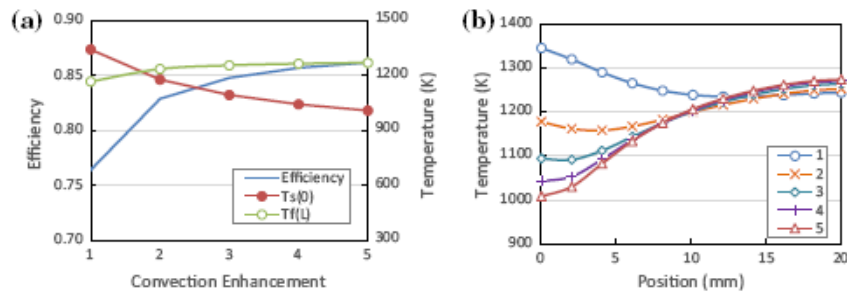 (a)
0.90
0.85
0.80
0.75
0.70
Efficiency
1500
1200
900
600
300
Temperature (K)
Efficiency
Ts(0)
Tf(L)
1 2 3 4 5
Convection Enhancement
(b)
1400
1300
1200
1100
1000
900
Temperature (K)
1
2
3
4
5
0 5 10 15 20
Position (mm)